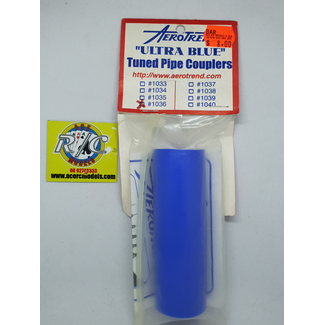 AEROTREND
"ULTRA BLUE"
Tuned Pipe Couplers
http://www.aerotrend.com
#1033
#1034
#1035
#1036
#1037
#1038
#1039
#1040
R/C
www.acercmodels.com